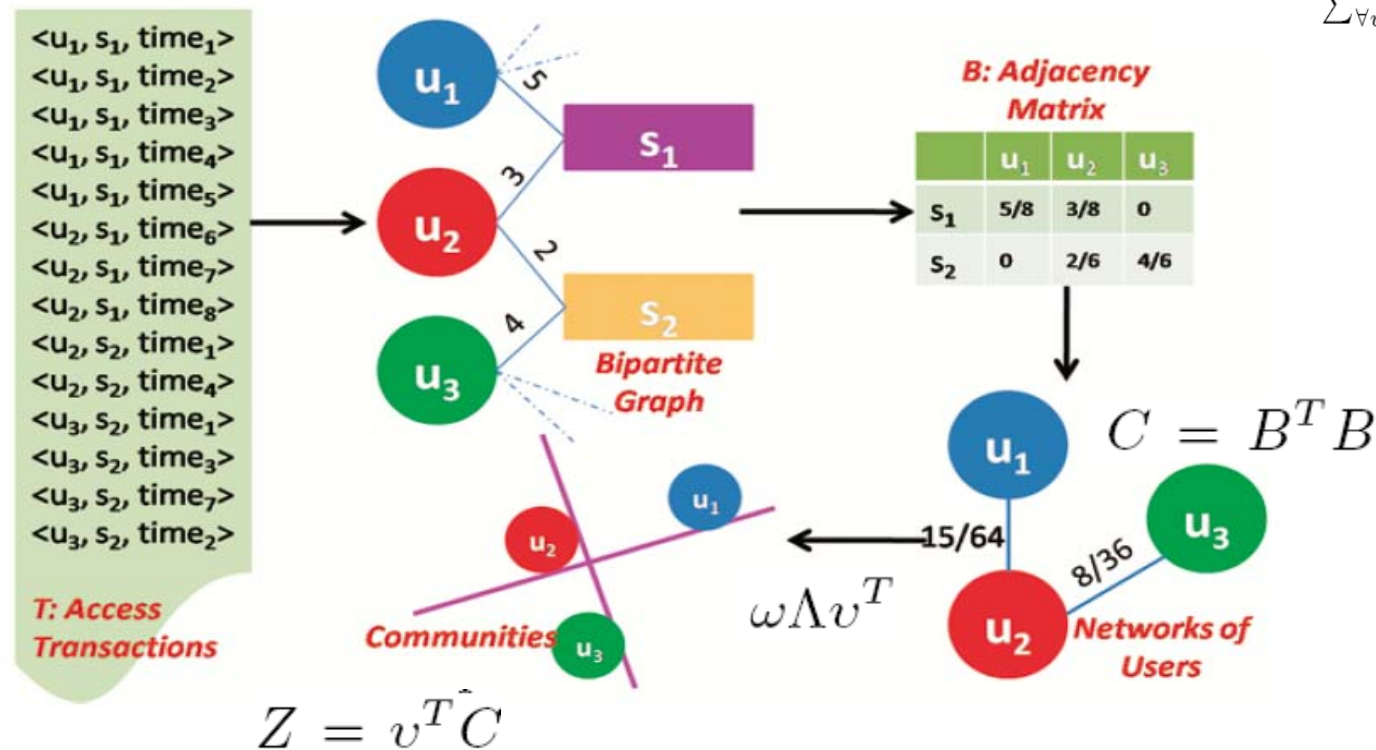 <u₁, s₁, time₁>
<u₁, s₁, time₂>
<u₁, s₁, time₃>
<u₁, s₁, time₄>
<u₁, s₁, time₅>
<u₂, s₁, time₆>
<u₂, s₁, time₇>
<u₂, s₁, time₈>
<u₂, s₂, time₁>
<u₂, s₂, time₄>
<u₃, s₂, time₁>
<u₃, s₂, time₃>
<u₃, s₂, time₇>
<u₃, s₂, time₂>
T: Access
Transactions
u₁
u₂
u₃
5
3
2
4
s₁
s₂
Bipartite
Graph
B: Adjacency
Matrix
u₁ u₂ u₃
s₁ 5/8 3/8 0
s₂ 0 2/6 4/6
C = BᵀB
u₁
u₃
u₂
15/64
8/36
Networks of
Users
ωΛυᵀ
u₁
u₂
u₃
Communities
Z = υᵀC